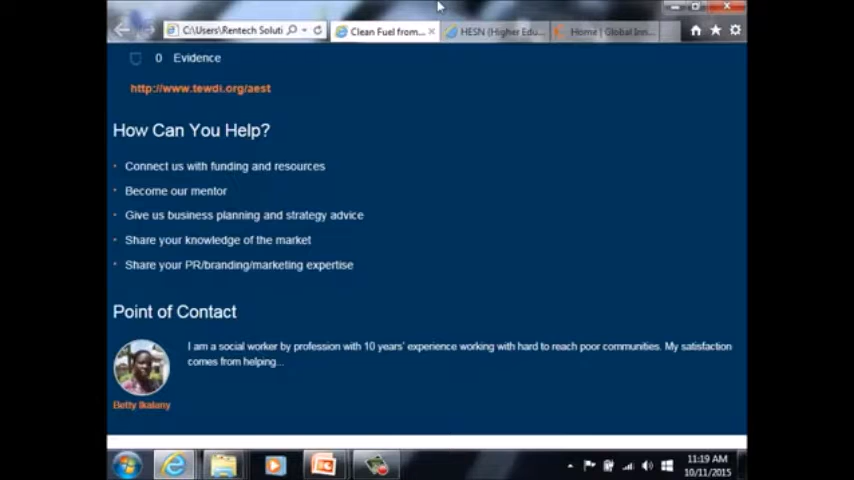 C:\Users\Rentech Soluti
Clean Fuel from...
HESN (Higher Edu...
Home | Global Inn...
0 Evidence
http://www.tewdi.org/aest
How Can You Help?
Connect us with funding and resources
Become our mentor
Give us business planning and strategy advice
Share your knowledge of the market
Share your PR/branding/marketing expertise
Point of Contact
I am a social worker by profession with 10 years' experience working with hard to reach poor communities. My satisfaction
comes from helping...
Betty Ikalany
11:19 AM
10/11/2015